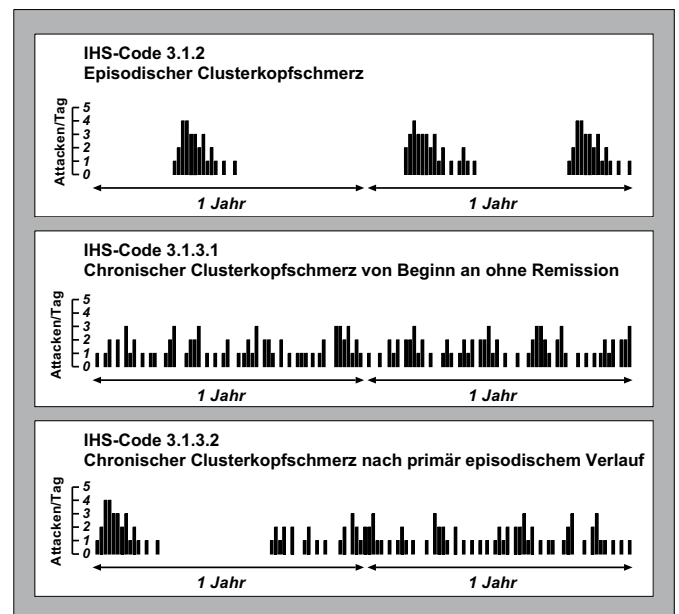 IHS-Code 3.1.2
Episodischer Clusterkopfschmerz
Attacken/Tag
5
4
3
2
1
0
1 Jahr
1 Jahr
IHS-Code 3.1.3.1
Chronischer Clusterkopfschmerz von Beginn an ohne Remission
Attacken/Tag
5
4
3
2
1
0
1 Jahr
1 Jahr
IHS-Code 3.1.3.2
Chronischer Clusterkopfschmerz nach primär episodischem Verlauf
Attacken/Tag
5
4
3
2
1
0
1 Jahr
1 Jahr